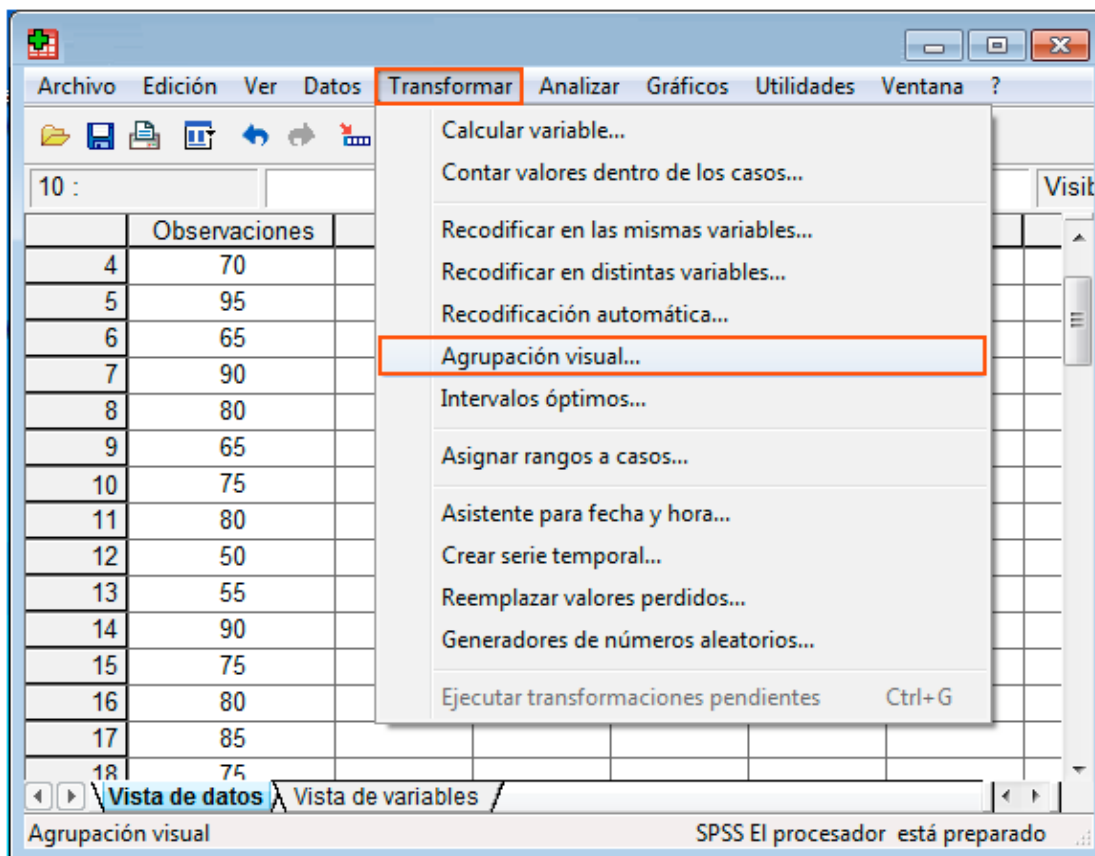 Archivo Edición Ver Datos Transformar Analizar Gráficos Utilidades Ventana ?
Calcular variable...
Contar valores dentro de los casos...
Recodificar en las mismas variables...
Recodificar en distintas variables...
Recodificación automática...
Agrupación visual...
Intervalos óptimos...
Asignar rangos a casos...
Asistente para fecha y hora...
Crear serie temporal...
Reemplazar valores perdidos...
Generadores de números aleatorios...
Ejecutar transformaciones pendientes Ctrl+G
10 :
Visib
Observaciones
4 70
5 95
6 65
7 90
8 80
9 65
10 75
11 80
12 50
13 55
14 90
15 75
16 80
17 85
18 75
Vista de datos Vista de variables
Agrupación visual SPSS El procesador está preparado